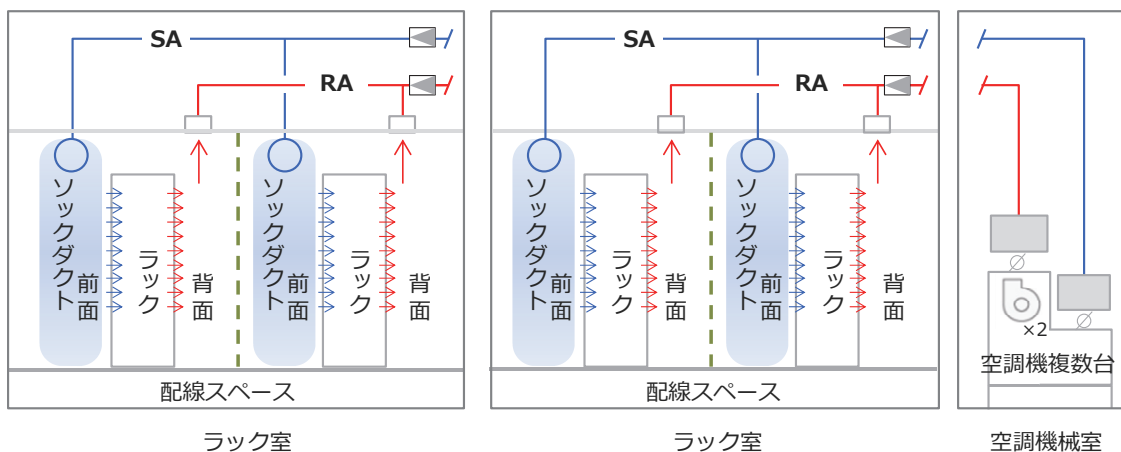 SA
RA
ソックダクト
前面
ラック
背面
ソックダクト
前面
ラック
背面
配線スペース
ラック室
SA
RA
ソックダクト
前面
ラック
背面
ソックダクト
前面
ラック
背面
配線スペース
ラック室
×2
空調機複数台
空調機械室